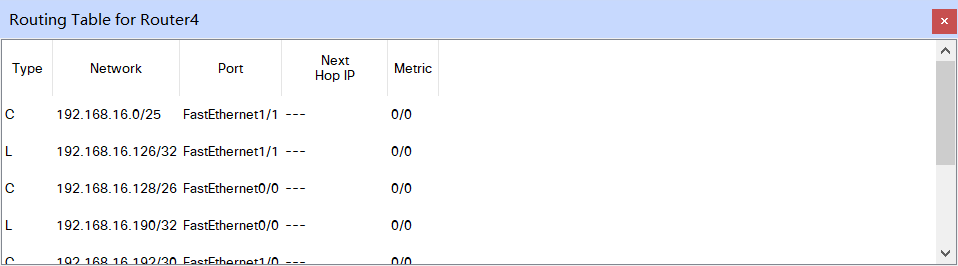 Routing Table for Router4
Type Network Port Next Hop IP Metric
C 192.168.16.0/25 FastEthernet1/1 --- 0/0
L 192.168.16.126/32 FastEthernet1/1 --- 0/0
C 192.168.16.128/26 FastEthernet0/0 --- 0/0
L 192.168.16.190/32 FastEthernet0/0 --- 0/0
C 192.168.16.192/30 FastEthernet1/0 --- 0/0